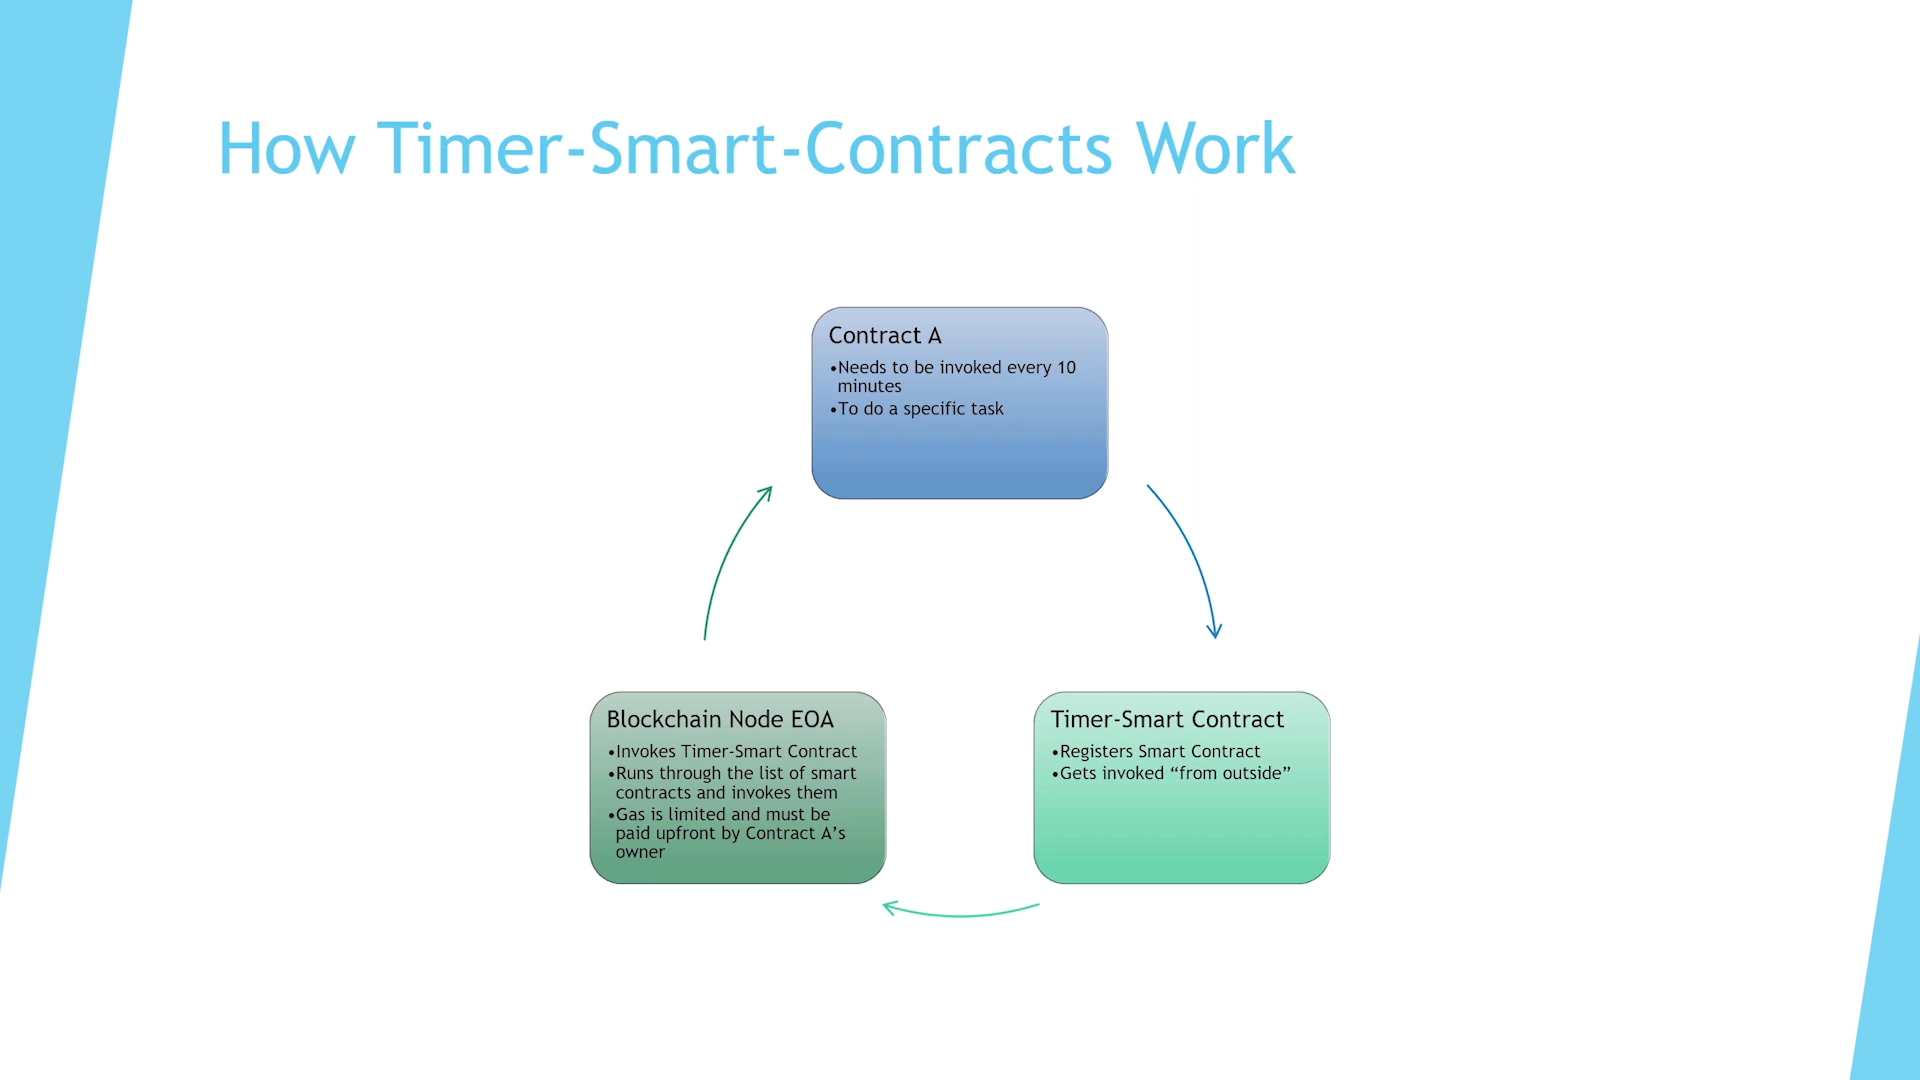 How Timer-Smart-Contracts Work
Contract A
•Needs to be invoked every 10
minutes
•To do a specific task
Blockchain Node EOA
•Invokes Timer-Smart Contract
•Runs through the list of smart
contracts and invokes them
•Gas is limited and must be
paid upfront by Contract A’s
owner
Timer-Smart Contract
•Registers Smart Contract
•Gets invoked “from outside”